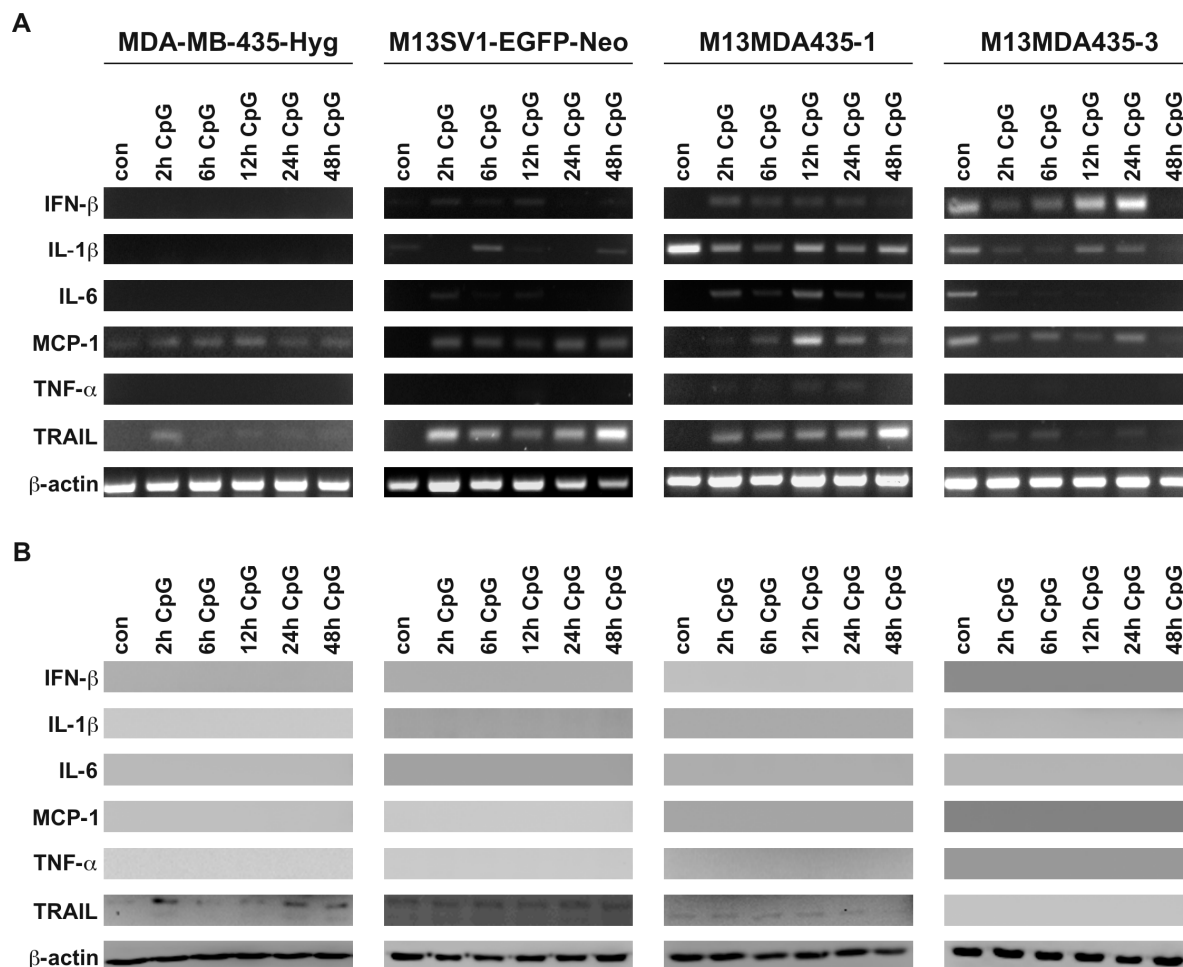 A
MDA-MB-435-Hyg M13SV1-EGFP-Neo M13MDA435-1 M13MDA435-3
con 2h CpG 6h CpG 12h CpG 24h CpG 48h CpG con 2h CpG 6h CpG 12h CpG 24h CpG 48h CpG con 2h CpG 6h CpG 12h CpG 24h CpG 48h CpG con 2h CpG 6h CpG 12h CpG 24h CpG 48h CpG
IFN-β
IL-1β
IL-6
MCP-1
TNF-α
TRAIL
β-actin
B
con 2h CpG 6h CpG 12h CpG 24h CpG 48h CpG con 2h CpG 6h CpG 12h CpG 24h CpG 48h CpG con 2h CpG 6h CpG 12h CpG 24h CpG 48h CpG con 2h CpG 6h CpG 12h CpG 24h CpG 48h CpG
IFN-β
IL-1β
IL-6
MCP-1
TNF-α
TRAIL
β-actin